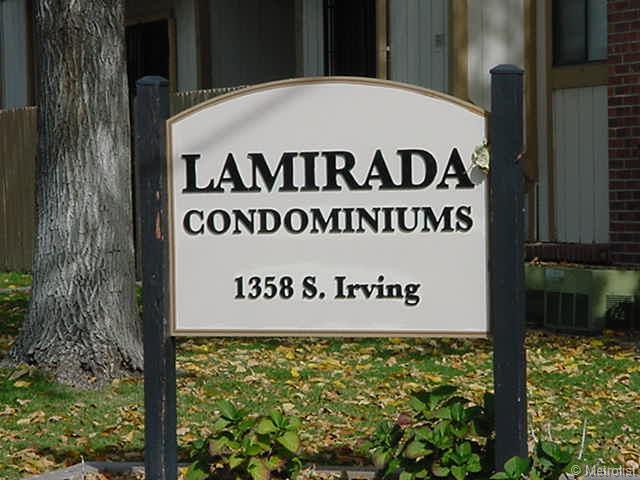 LAMIRADA
CONDOMINIUMS
1358 S. Irving
© Metrolist